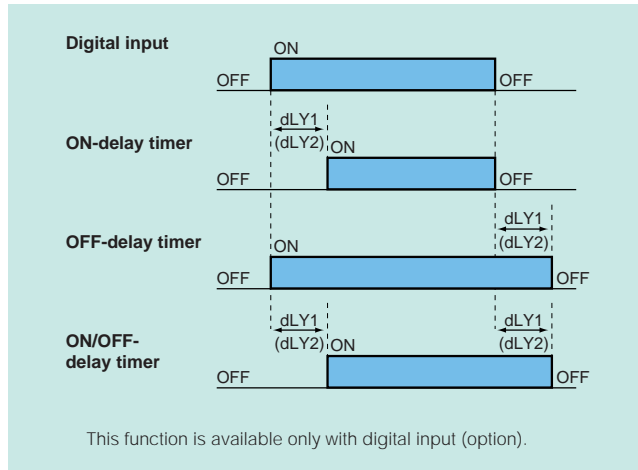 Digital input
ON
OFF
OFF
dLY1
ON-delay timer
(dLY2)
ON
OFF
OFF
dLY1
OFF-delay timer
ON
(dLY2)
OFF
OFF
dLY1
dLY1
ON/OFF-
delay timer
(dLY2)
ON
(dLY2)
OFF
OFF
This function is available only with digital input (option).